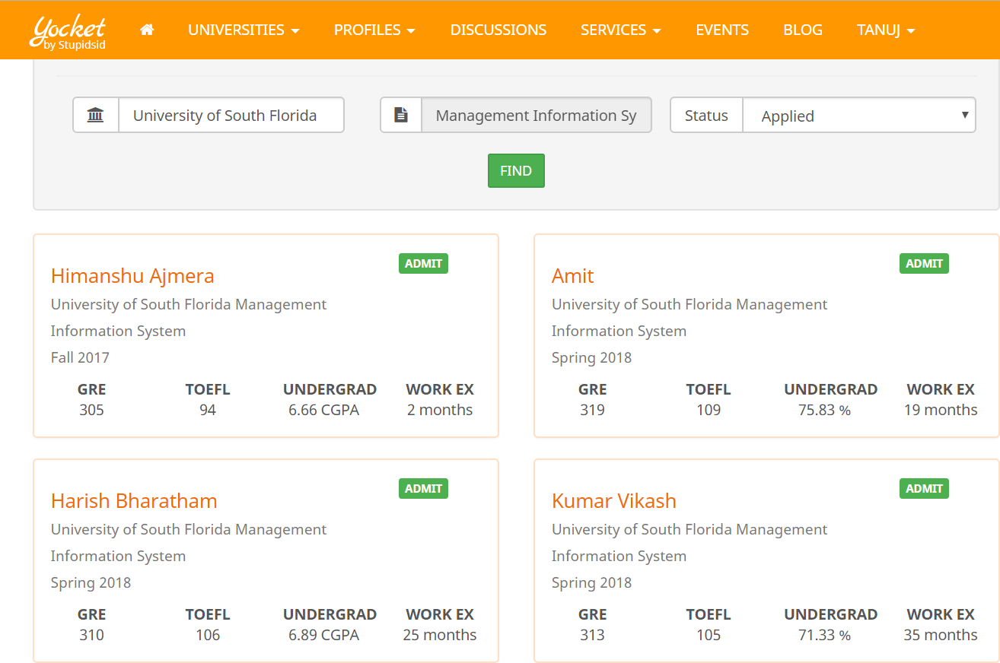 Yocket
by Stupidsid
UNIVERSITIES
PROFILES
DISCUSSIONS
SERVICES
EVENTS
BLOG
TANUJ
University of South Florida
Management Information Sy
Status
Applied
FIND
ADMIT
Himanshu Ajmera
University of South Florida Management
Information System
Fall 2017
GRE TOEFL UNDERGRAD WORK EX
305 94 6.66 CGPA 2 months
ADMIT
Amit
University of South Florida Management
Information System
Spring 2018
GRE TOEFL UNDERGRAD WORK EX
319 109 75.83 % 19 months
ADMIT
Harish Bharatham
University of South Florida Management
Information System
Spring 2018
GRE TOEFL UNDERGRAD WORK EX
310 106 6.89 CGPA 25 months
ADMIT
Kumar Vikash
University of South Florida Management
Information System
Spring 2018
GRE TOEFL UNDERGRAD WORK EX
313 105 71.33 % 35 months